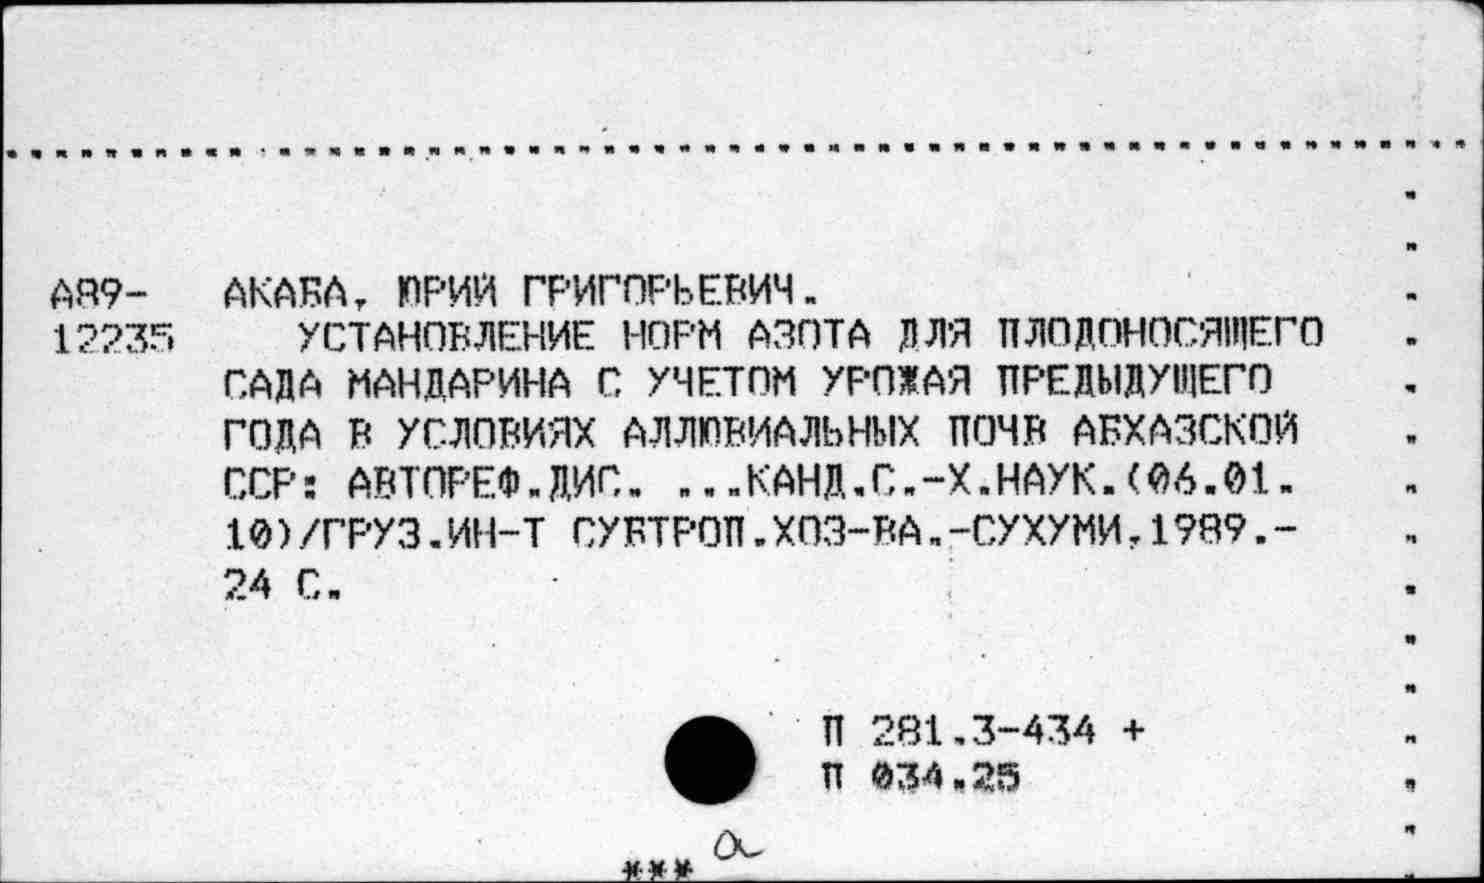 А89- АКАБА, ЮРИЙ ГРИГОРЬЕВИЧ.
12235 УСТАНОВЛЕНИЕ НОРМ АЗОТА ДЛЯ ПЛОДОНОСЯЩЕГО
САДА МАНДАРИНА С УЧЕТОМ УРОЖАЯ ПРЕДЫДУЩЕГО
ГОДА В УСЛОВИЯХ АЛЛЮВИАЛЬНЫХ ПОЧВ АБХАЗСКОЙ
ССР: АВТОРЕФ.ДИС. ...КАНД.С.-Х.НАУК.(06.01.
10)/ГРУЗ.ИН-Т СУБТРОП.ХОЗ-ВА.-СУХУМИ,1989.-
24 С.
П 281.3-434 +
П 034.25
а
***